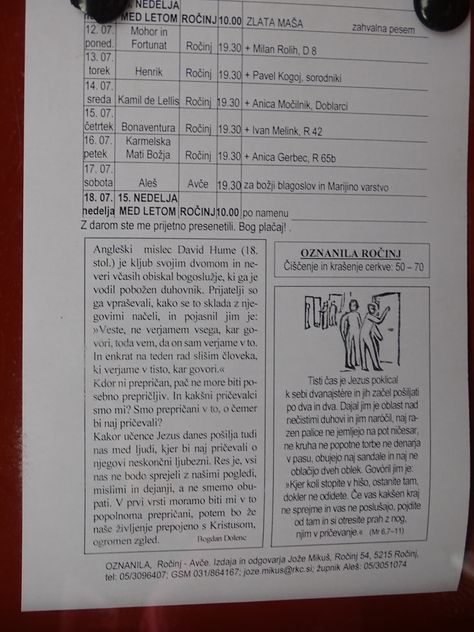 NEDELJA
MED LETOM ROČINJ 10.00 ZLATA MAŠA zahvalna pesem
12. 07. Mohor in
poned. Fortunat Ročinj 19.30 + Milan Rolih, D 8
13. 07.
torek Henrik Ročinj 19.30 + Pavel Kogoj, sorodniki
14. 07.
sreda Kamil de Lellis Ročinj 19.30 + Anica Močilnik, Doblarci
15. 07.
četrtek Bonaventura Ročinj 19.30 + Ivan Melink, R 42
16. 07. Karmelska
petek Mati Božja Ročinj 19.30 + Anica Gerbec, R 65b
17. 07.
sobota Aleš Avče 19.30 za božji blagoslov in Marijino varstvo
18. 07. 15. NEDELJA
nedelja MED LETOM ROČINJ 10.00 po namenu
Z darom ste me prijetno presenetili. Bog plačaj! .
Angleški mislec David Hume (18.
stol.) je kljub svojim dvomom in ne-
veri včasih obiskal bogoslužje, ki ga je
vodil pobožen duhovnik. Prijatelji so
ga vpraševali, kako se to sklada z nje-
govimi načeli, in pojasnil jim je:
»Veste, ne verjamem vsega, kar go-
vori, toda vem, da on sam verjame v to.
In enkrat na teden rad slišim človeka,
ki verjame v tisto, kar govori.«
Kdor ni prepričan, pač ne more biti po-
sebno prepričljiv. In kakšni pričevalci
smo mi? Smo prepričani v to, o čemer
bi naj pričevali?
Kakor učence Jezus danes pošilja tudi
nas med ljudi, kjer bi naj pričevali o
njegovi neskončni ljubezni. Res je, vsi
nas ne bodo sprejeli z našimi pogledi,
mislimi in dejanji, a ne smemo obu-
pati. V prvi vrsti moramo biti mi v to
popolnoma prepričani, potem bo že
naše življenje prepojeno s Kristusom,
ogromen zgled. Bogdan Dolenc
OZNANILA ROČINJ
Čiščenje in krašenje cerkve: 50 – 70
Tisti čas je Jezus poklical
k sebi dvanajstére in jih začel pošiljati
po dva in dva. Dajal jim je oblast nad
nečistimi duhovi in jim naróčil, naj
razen palice ne jemljejo na pot ničesar,
ne kruha ne popotne torbe ne denarja
v pasu, obujejo naj sandale in naj ne
oblačijo dveh oblek. Govóril jim je:
»Kjer koli stopite v hišo, ostanite tam,
dokler ne odidete. Če vas kakšen kraj
ne sprejme in vas ne poslušajo, pojdite
od tam in si otresite prah z nog,
njim v pričevanje.« (Mr 6,7–11)
OZNANILA, Ročinj - Avče. Izdaja in odgovarja Jože Mikuš, Ročinj 54, 5215 Ročinj,
tel: 05/3096407; GSM 031/864167; joze.mikus@rkc.si; župnik Aleš: 05/3051074